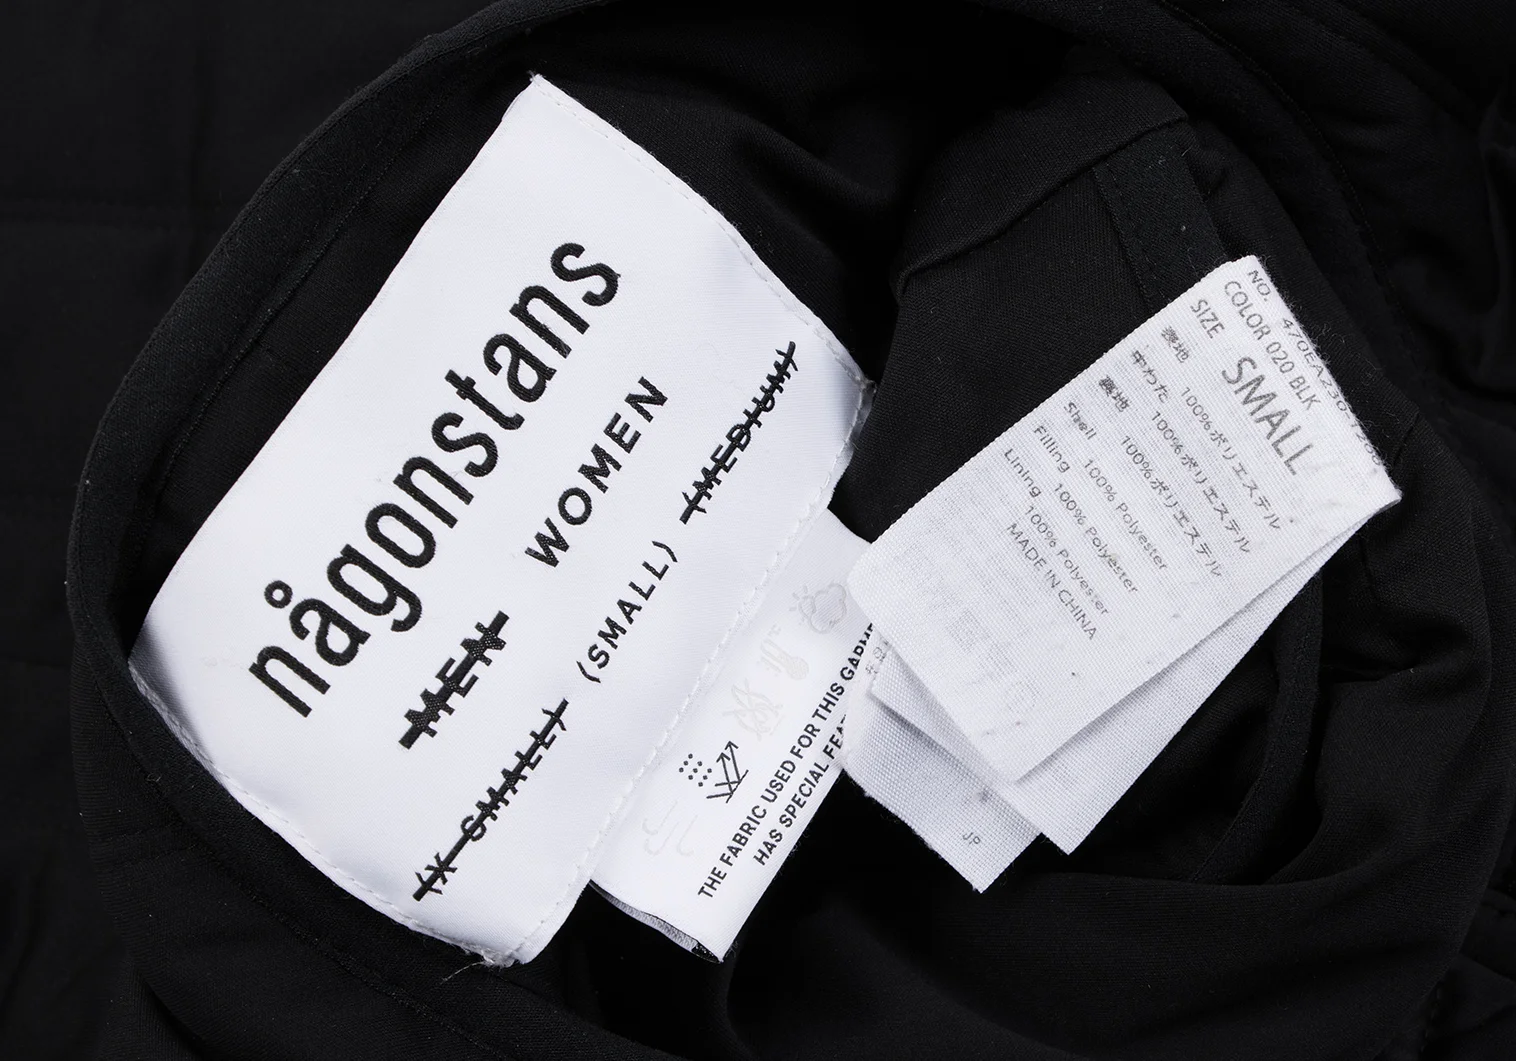 någonstans
MEN WOMEN
(X-SMALL) (SMALL) (MEDIUM)
THE FABRIC USED FOR THIS
HAS SPECIAL
NO.
COLOR 020 BLK
SIZE SMALL
表地 100%ポリエステル
中わた 100%ポリエステル
裏地 100%ポリエステル
Shell 100% Polyester
Filling 100% Polyester
Lining 100% Polyester
MADE IN CHINA
JP